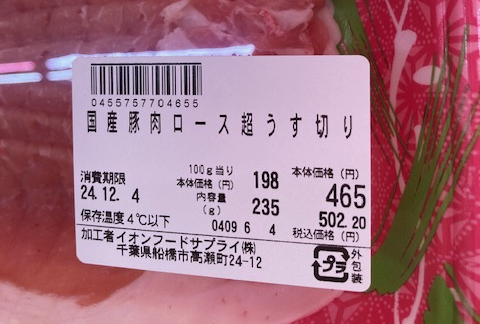 0455757704655
国産豚肉ロース超うす切り
消費期限
24.12. 4
保存温度4℃以下
100g当り
本体価格(円) 198
内容量
(g) 235
0409 6 4
本体価格(円)
465
502.20
税込価格(円)
加工者イオンフードサプライ(株)
千葉県船橋市高瀬町24-12
プラ
外包装